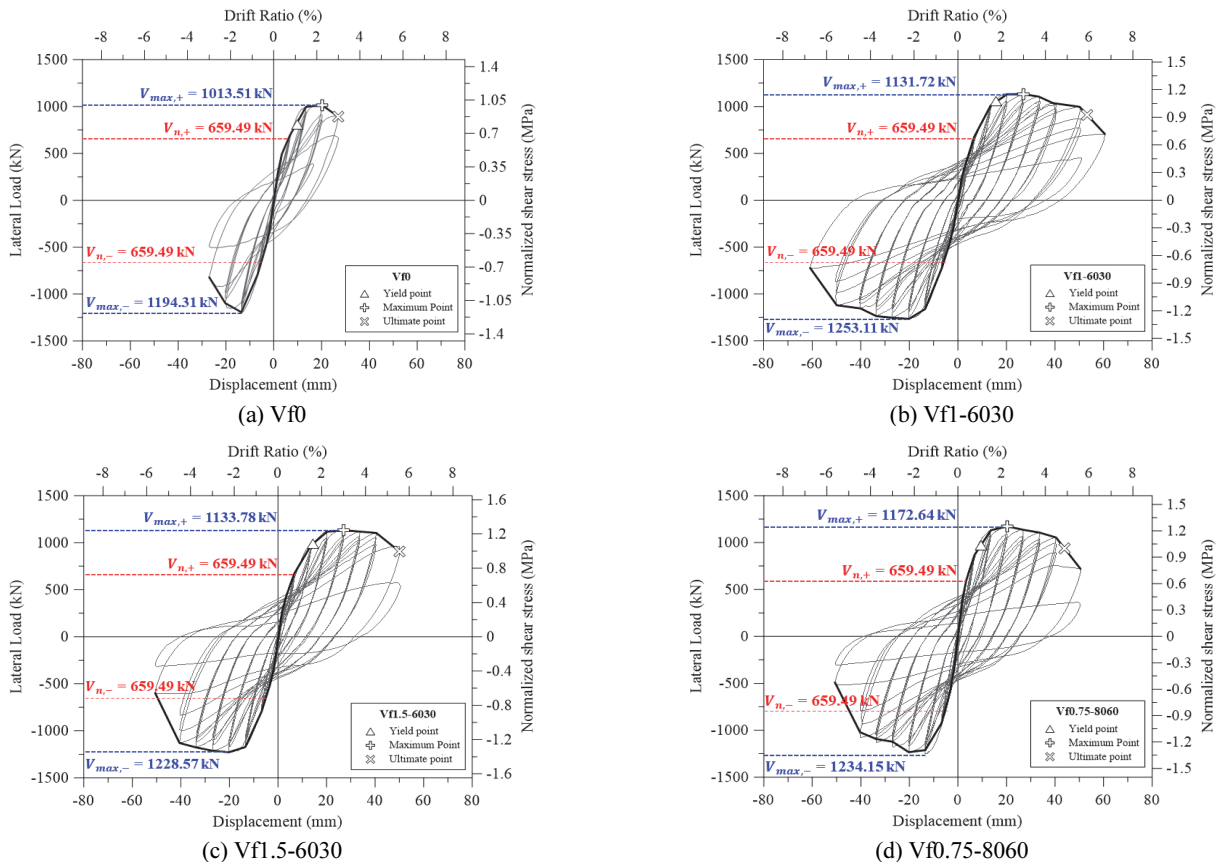 Drift Ratio (%)
-8 -6 -4 -2 0 2 4 6 8
1500
1000
500
0
-500
-1000
-1500
Lateral Load (kN)
V_max,+ = 1013.51 kN
V_n,+ = 659.49 kN
V_n,- = 659.49 kN
V_max,- = 1194.31 kN
Vf0
Yield point
Maximum Point
Ultimate point
1.4
1.05
0.7
0.35
0
-0.35
-0.7
-1.05
-1.4
Normalized shear stress (MPa)
-80 -60 -40 -20 0 20 40 60 80
Displacement (mm)
(a) Vf0
Drift Ratio (%)
-8 -6 -4 -2 0 2 4 6 8
1500
1000
500
0
-500
-1000
-1500
Lateral Load (kN)
V_max,+ = 1131.72 kN
V_n,+ = 659.49 kN
V_n,- = 659.49 kN
V_max,- = 1253.11 kN
Vf1-6030
Yield point
Maximum Point
Ultimate point
1.5
1.2
0.9
0.6
0.3
0
-0.3
-0.6
-0.9
-1.2
-1.5
Normalized shear stress (MPa)
-80 -60 -40 -20 0 20 40 60 80
Displacement (mm)
(b) Vf1-6030
Drift Ratio (%)
-8 -6 -4 -2 0 2 4 6 8
1500
1000
500
0
-500
-1000
-1500
Lateral Load (kN)
V_max,+ = 1133.78 kN
V_n,+ = 659.49 kN
V_n,- = 659.49 kN
V_max,- = 1228.57 kN
Vf1.5-6030
Yield point
Maximum Point
Ultimate point
1.6
1.2
0.8
0.4
0
-0.4
-0.8
-1.2
-1.6
Normalized shear stress (MPa)
-80 -60 -40 -20 0 20 40 60 80
Displacement (mm)
(c) Vf1.5-6030
Drift Ratio (%)
-8 -6 -4 -2 0 2 4 6 8
1500
1000
500
0
-500
-1000
-1500
Lateral Load (kN)
V_max,+ = 1172.64 kN
V_n,+ = 659.49 kN
V_n,- = 659.49 kN
V_max,- = 1234.15 kN
Vf0.75-8060
Yield point
Maximum Point
Ultimate point
1.5
1.2
0.9
0.6
0.3
0
-0.3
-0.6
-0.9
-1.2
-1.5
Normalized shear stress (MPa)
-80 -60 -40 -20 0 20 40 60 80
Displacement (mm)
(d) Vf0.75-8060